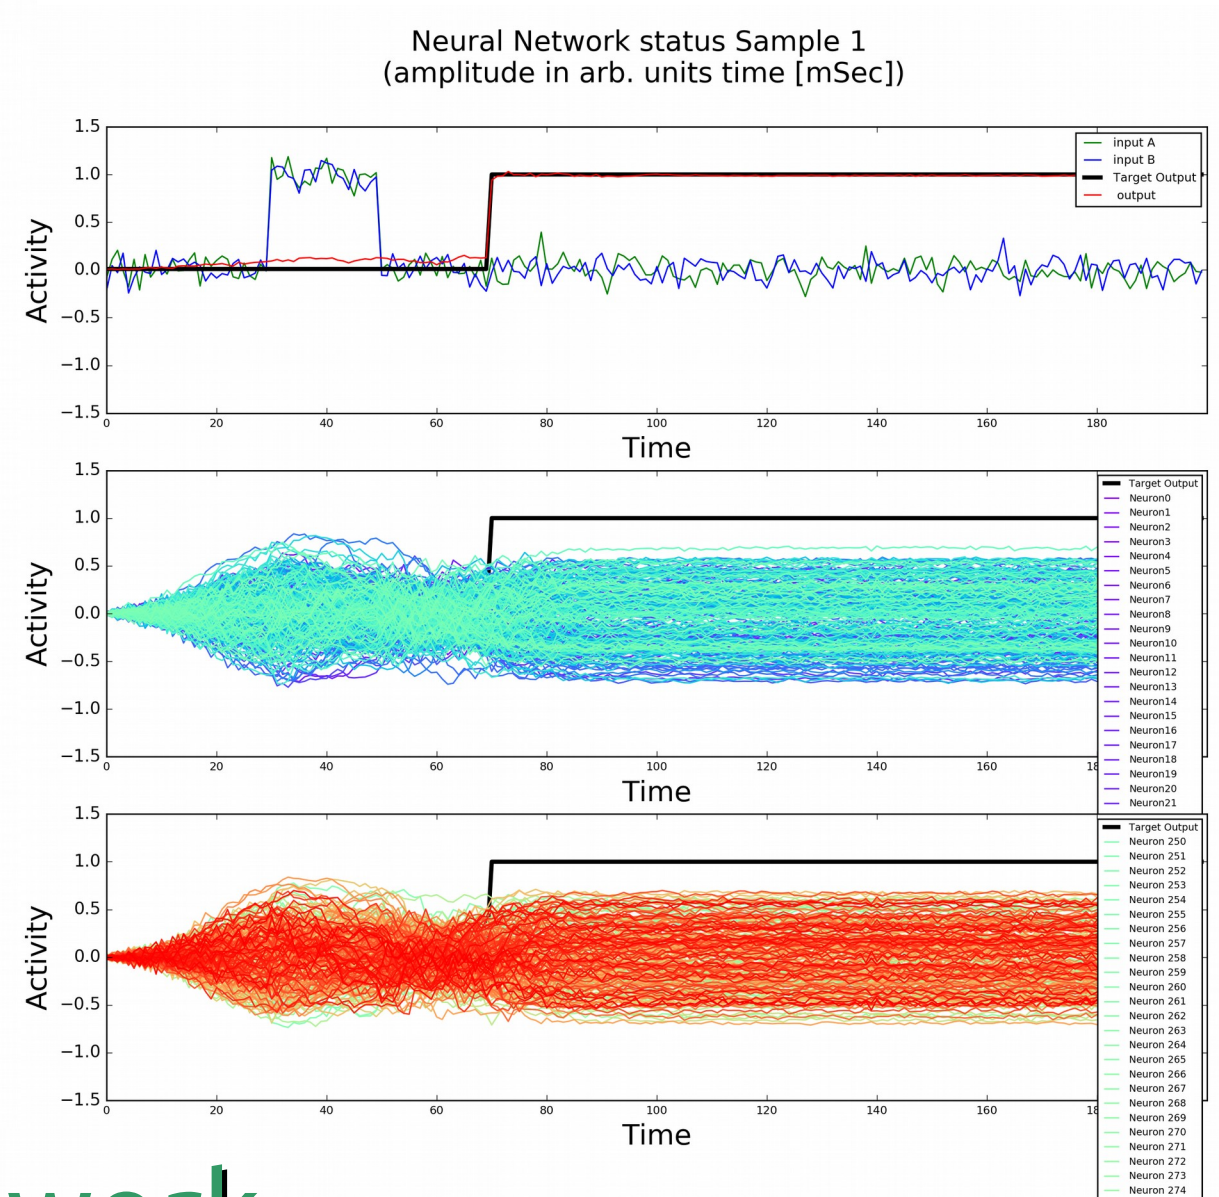 Neural Network status Sample 1
(amplitude in arb. units time [mSec])
1.5
1.0
0.5
0.0
−0.5
−1.0
−1.5
Activity
input A
input B
Target Output
output
0 20 40 60 80 100 120 140 160 180
Time
1.5
1.0
0.5
0.0
−0.5
−1.0
−1.5
Activity
Target Output
Neuron0
Neuron1
Neuron2
Neuron3
Neuron4
Neuron5
Neuron6
Neuron7
Neuron8
Neuron9
Neuron10
Neuron11
Neuron12
Neuron13
Neuron14
Neuron15
Neuron16
Neuron17
Neuron18
Neuron19
Neuron20
Neuron21
0 20 40 60 80 100 120 140 160
Time
1.5
1.0
0.5
0.0
−0.5
−1.0
−1.5
Activity
Target Output
Neuron 250
Neuron 251
Neuron 252
Neuron 253
Neuron 254
Neuron 255
Neuron 256
Neuron 257
Neuron 258
Neuron 259
Neuron 260
Neuron 261
Neuron 262
Neuron 263
Neuron 264
Neuron 265
Neuron 266
Neuron 267
Neuron 268
Neuron 269
Neuron 270
Neuron 271
Neuron 272
Neuron 273
Neuron 274
0 20 40 60 80 100 120 140 160
Time